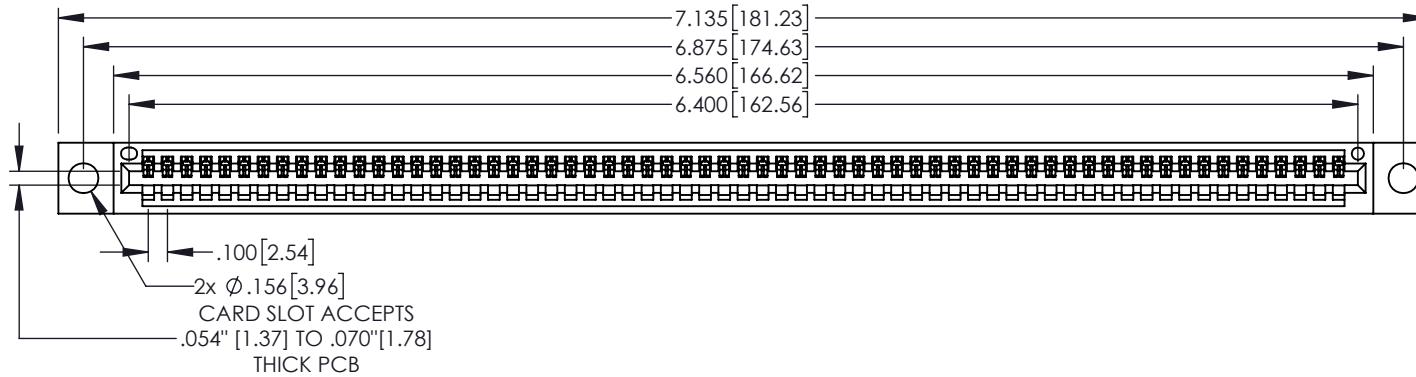 7.135[181.23]
6.875[174.63]
6.560[166.62]
6.400[162.56]
.100[2.54]
2x Ø.156[3.96]
CARD SLOT ACCEPTS
.054" [1.37] TO .070"[1.78]
THICK PCB